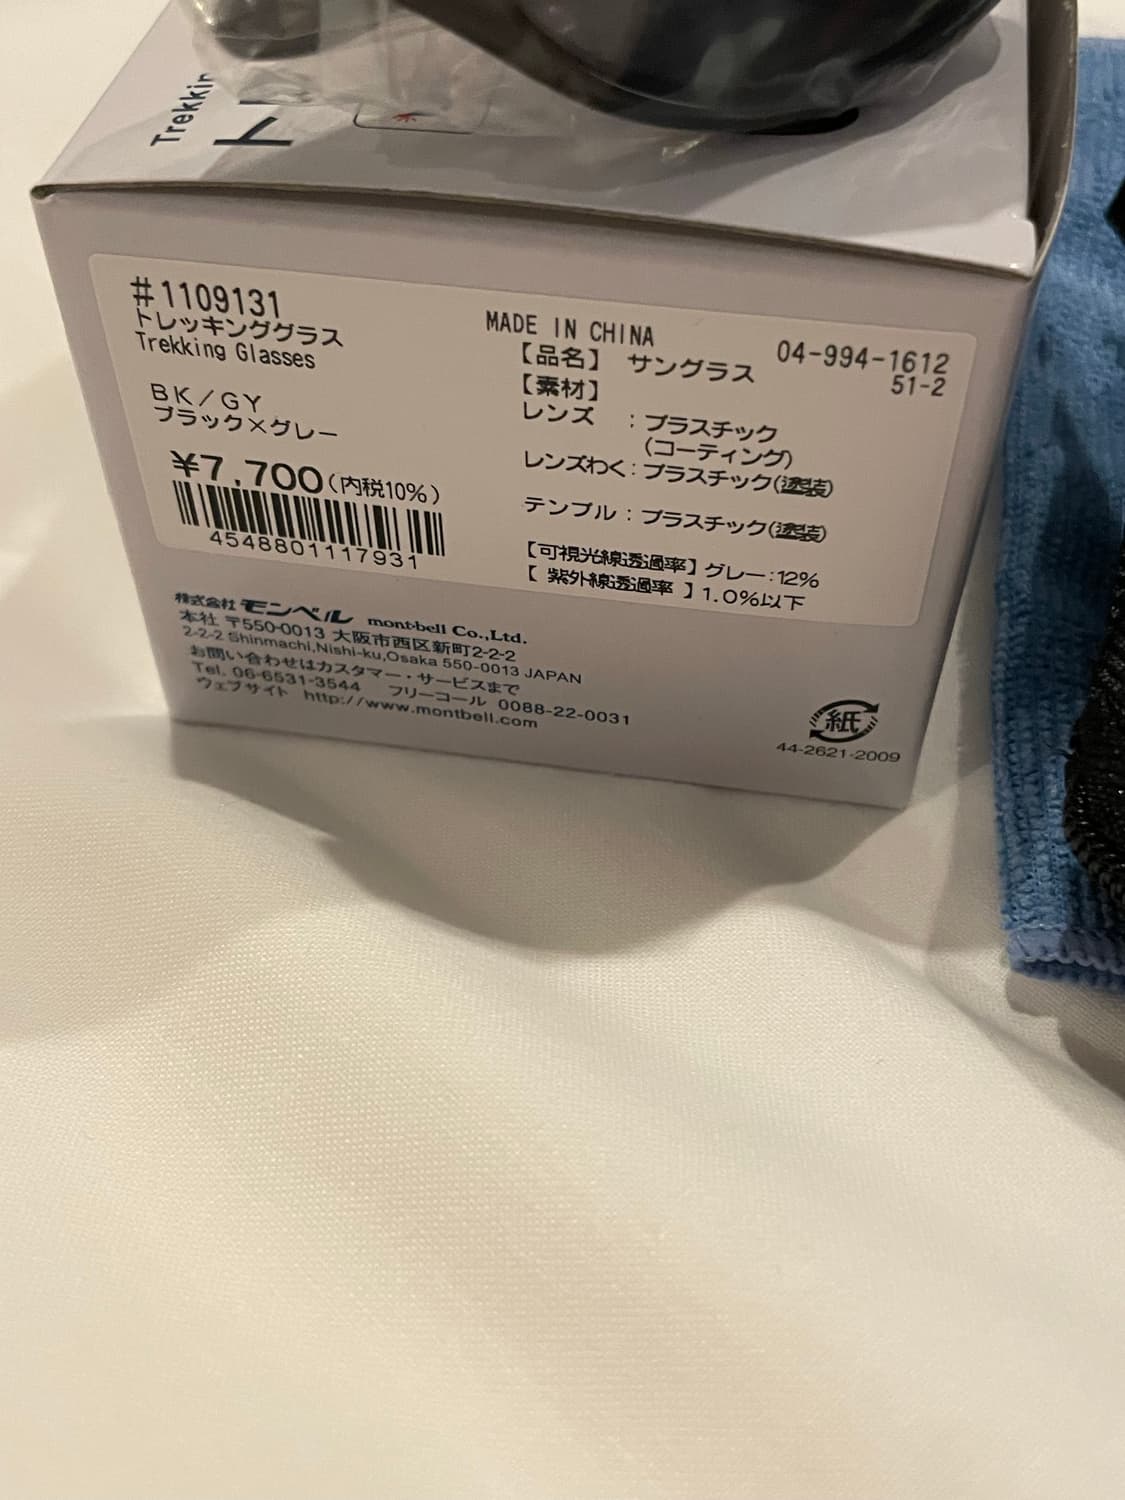 Trekkin
ト
#1109131
トレッキンググラス
Trekking Glasses
BK/GY
ブラック×グレー
¥7,700(内税10%)
4548801117931
MADE IN CHINA
04-994-1612
51-2
【品名】 サングラス
【素材】
レンズ :プラスチック
(コーティング)
レンズわく:プラスチック(塗装)
テンプル:プラスチック(塗装)
【可視光線透過率】グレー:12%
【 紫外線透過率 】1.0%以下
株式会社 モンベル mont-bell Co.,Ltd.
本社 〒550-0013 大阪市西区新町2-2-2
2-2-2 Shinmachi,Nishi-ku,Osaka 550-0013 JAPAN
お問い合わせはカスタマー・サービスまで
Tel. 06-6531-3544 フリーコール 0088-22-0031
ウェブサイト http://www.montbell.com
紙
44-2621-2009